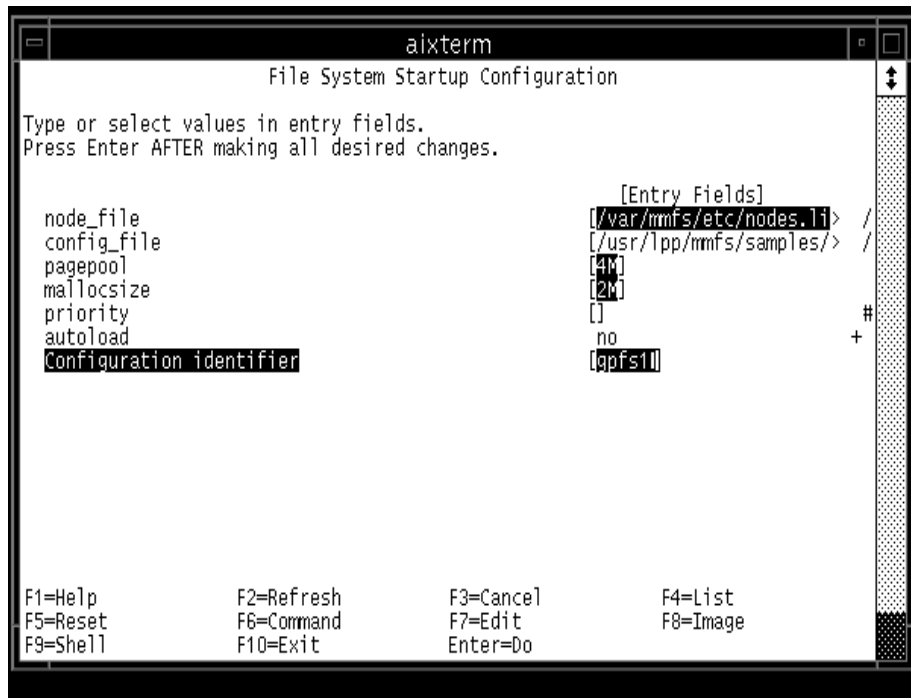 aixterm
File System Startup Configuration
Type or select values in entry fields.
Press Enter AFTER making all desired changes.
[Entry Fields]
node_file [/var/mmfs/etc/nodes.li> /
config_file [/usr/lpp/mmfs/samples/> /
pagepool [4M]
mallocsize [2M]
priority [] #
autoload no +
Configuration identifier [gpfs1]
F1=Help F2=Refresh F3=Cancel F4=List
F5=Reset F6=Command F7=Edit F8=Image
F9=Shell F10=Exit Enter=Do